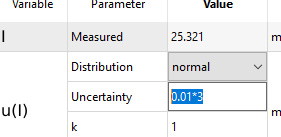 Variable Parameter Value
l Measured 25.321 m
Distribution normal
Uncertainty 0.01*3
u(l) m
k 1